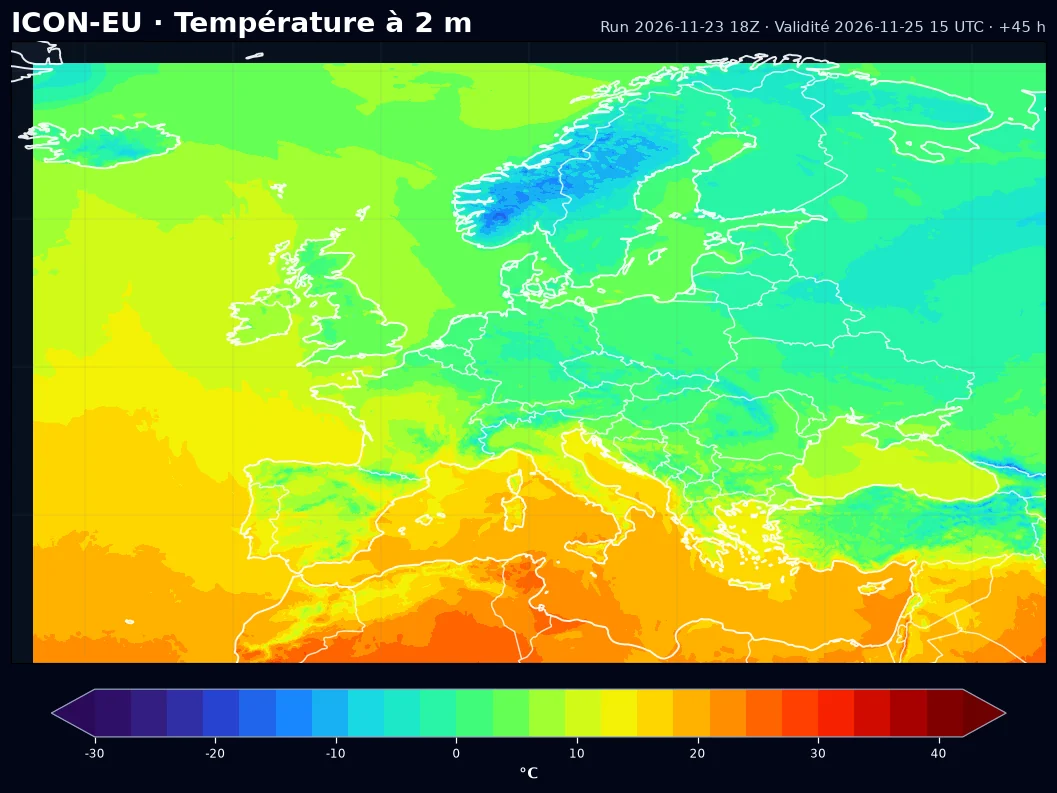 ICON-EU · Température à 2 m
Run 2026-11-23 18Z · Validité 2026-11-25 15 UTC · +45 h
-30 -20 -10 0 10 20 30 40
°C